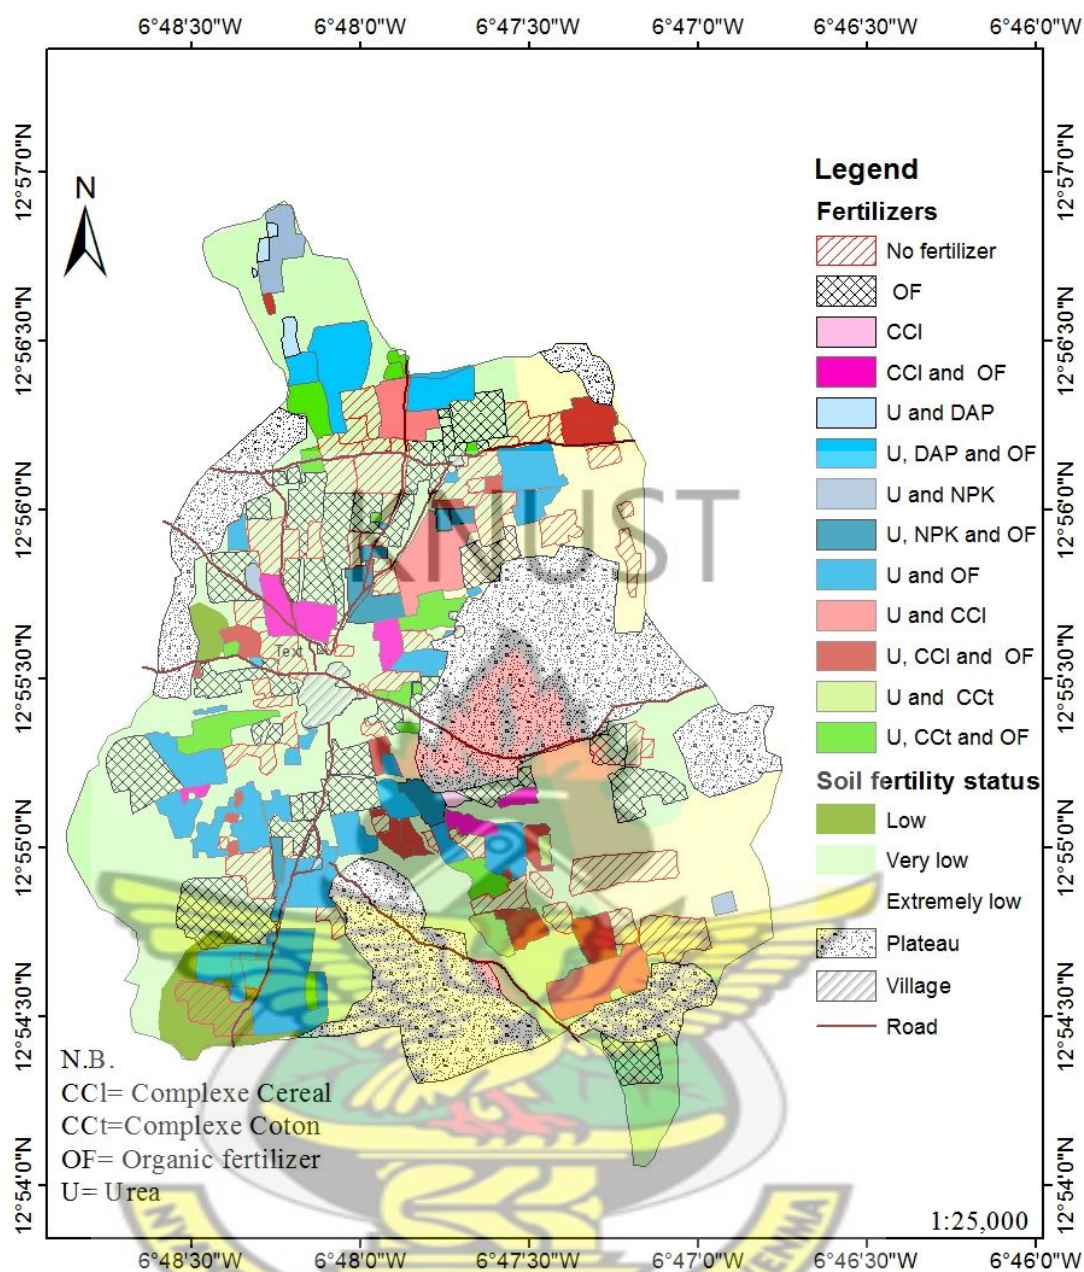 6°48'30"W 6°48'0"W 6°47'30"W 6°47'0"W 6°46'30"W 6°46'0"W
12°57'0"N
12°56'30"N
12°56'0"N
12°55'30"N
12°55'0"N
12°54'30"N
12°54'0"N
N
KNUST
Text
Legend
Fertilizers
No fertilizer
OF
CCl
CCl and OF
U and DAP
U, DAP and OF
U and NPK
U, NPK and OF
U and OF
U and CCl
U, CCl and OF
U and CCt
U, CCt and OF
Soil fertility status
Low
Very low
Extremely low
Plateau
Village
Road
12°57'0"N
12°56'30"N
12°56'0"N
12°55'30"N
12°55'0"N
12°54'30"N
12°54'0"N
N.B.
CCl= Complexe Cereal
CCt=Complexe Coton
OF= Organic fertilizer
U= Urea
1:25,000
6°48'30"W 6°48'0"W 6°47'30"W 6°47'0"W 6°46'30"W 6°46'0"W